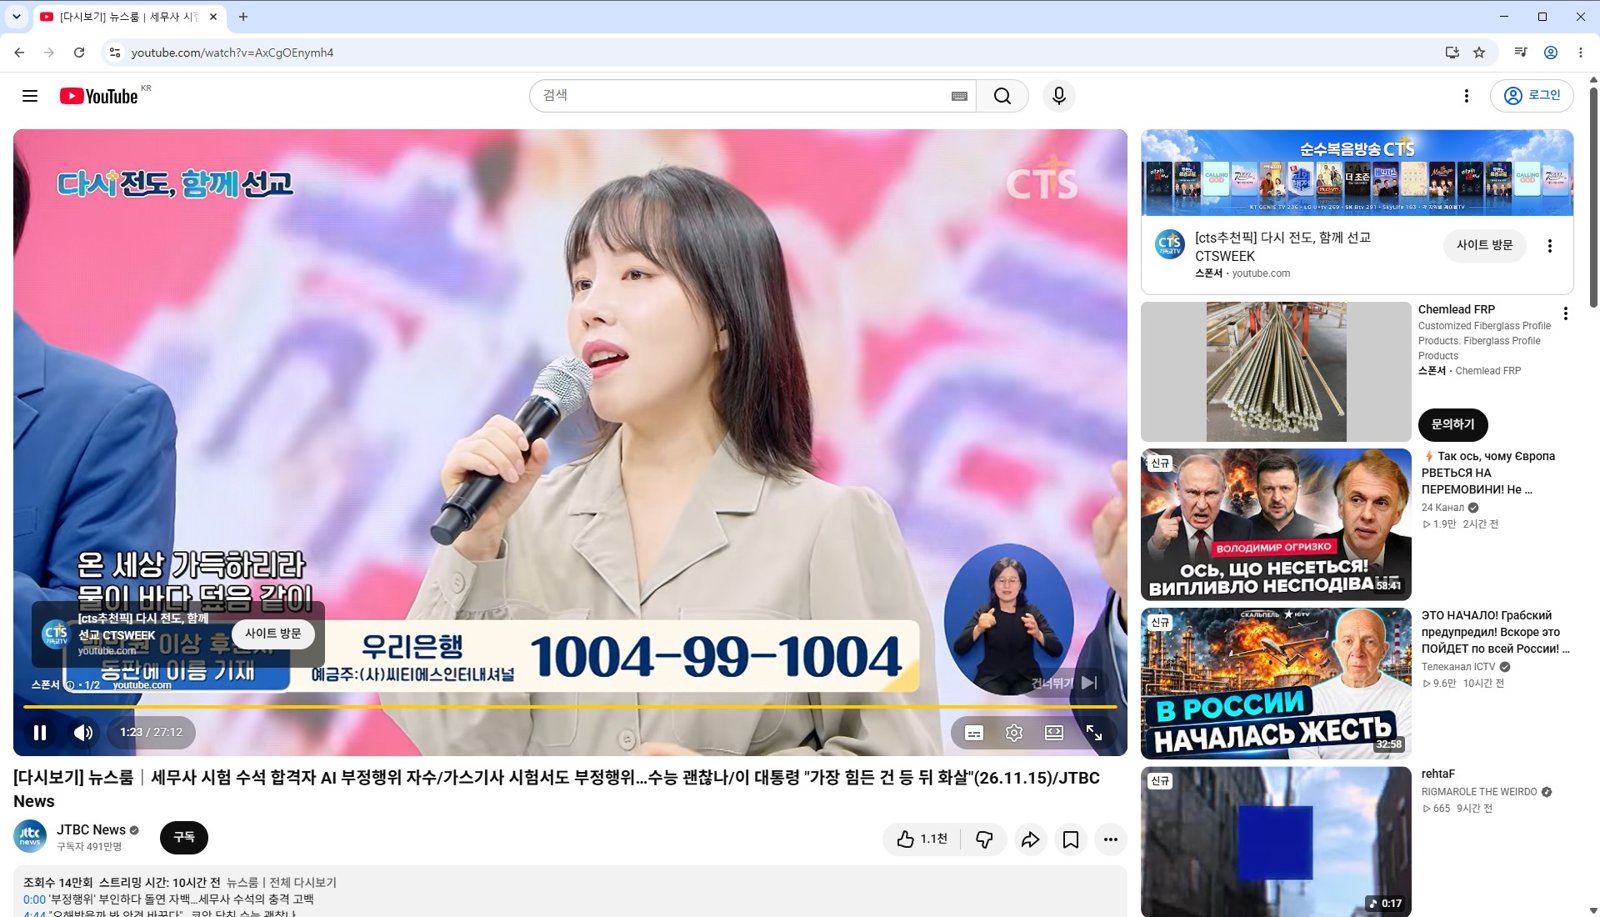 [다시보기] 뉴스룸 | 세무사 시험
youtube.com/watch?v=AxCgOEnymh4
YouTube KR
검색
로그인
다시 전도, 함께 선교
CTS
온 세상 가득하리라
물이 바다 덮음 같이
[cts추천픽] 다시 전도, 함께
선교 CTSWEEK
youtube.com
사이트 방문
동판에 이름 기재
우리은행
예금주:(사)씨티에스인터내셔널
1004-99-1004
스폰서 · 1/2 youtube.com
건너뛰기
1:23 / 27:12
[다시보기] 뉴스룸｜세무사 시험 수석 합격자 AI 부정행위 자수/가스기사 시험서도 부정행위...수능 괜찮나/이 대통령 "가장 힘든 건 등 뒤 화살"(26.11.15)/JTBC
News
jtbc
news
JTBC News
구독자 491만명
구독
1.1천
조회수 14만회 스트리밍 시간: 10시간 전 뉴스룸 | 전체 다시보기
0:00 '부정행위' 부인하다 돌연 자백...세무사 수석의 충격 고백
순수복음방송 CTS
CTS
[cts추천픽] 다시 전도, 함께 선교
CTSWEEK
스폰서 · youtube.com
사이트 방문
Chemlead FRP
Customized Fiberglass Profile
Products. Fiberglass Profile
Products
스폰서 · Chemlead FRP
문의하기
신규
ВОЛОДИМИР ОГРИЗКО
ОСЬ, ЩО НЕСЕТЬСЯ!
ВИПЛИВЛО НЕСПОДІВАНЕ
58:41
Так ось, чому Європа
РВЕТЬСЯ НА
ПЕРЕМОВИНИ! Не ...
24 Канал
1.9만 2시간 전
신규
СКАЛЬПЕЛЬ
ICTV
В РОССИИ
НАЧАЛАСЬ ЖЕСТЬ
32:58
ЭТО НАЧАЛО! Грабский
предупредил! Вскоре это
ПОЙДЕТ по всей России! ...
Телеканал ICTV
9.6만 10시간 전
신규
0:17
rehtaF
RIGMAROLE THE WEIRDO
665 9시간 전